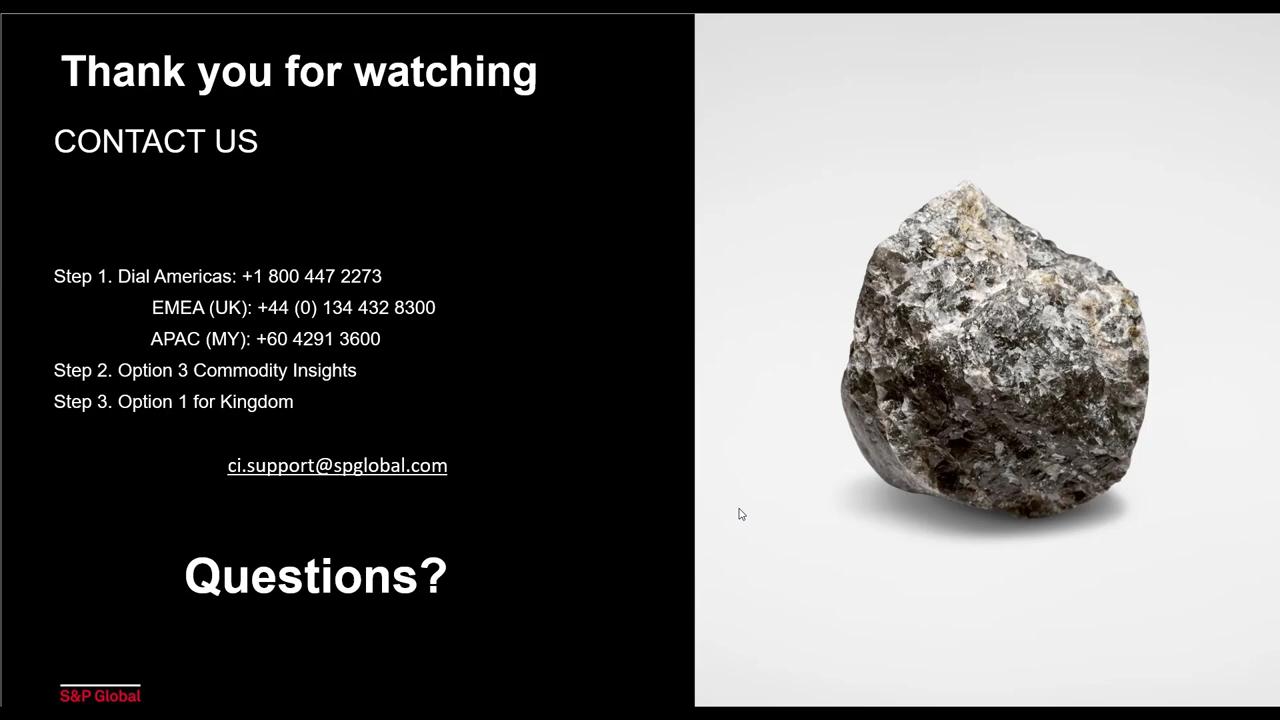 Thank you for watching
CONTACT US
Step 1. Dial Americas: +1 800 447 2273
EMEA (UK): +44 (0) 134 432 8300
APAC (MY): +60 4291 3600
Step 2. Option 3 Commodity Insights
Step 3. Option 1 for Kingdom
ci.support@spglobal.com
Questions?
S&P Global